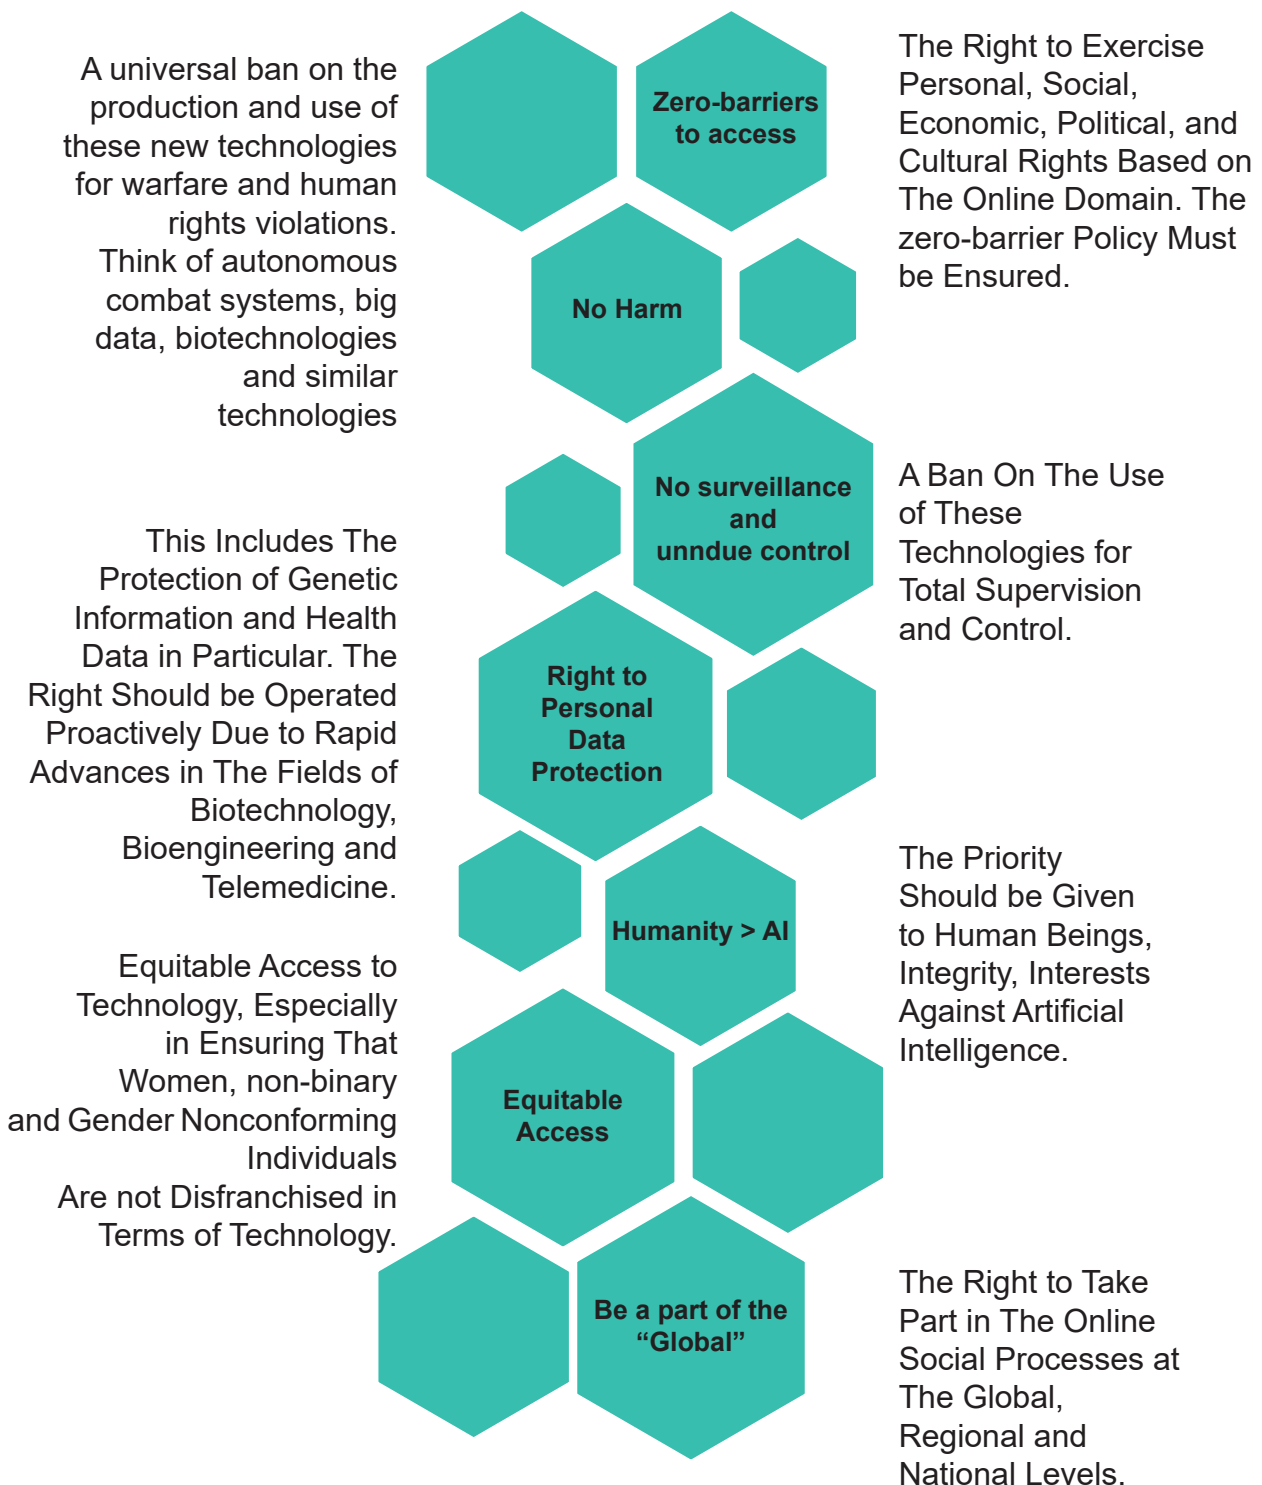 Zero-barriers
to access
The Right to Exercise
Personal, Social,
Economic, Political, and
Cultural Rights Based on
The Online Domain. The
zero-barrier Policy Must
be Ensured.
A universal ban on the
production and use of
these new technologies
for warfare and human
rights violations.
Think of autonomous
combat systems, big
data, biotechnologies
and similar
technologies
No Harm
No surveillance
and
unndue control
A Ban On The Use
of These
Technologies for
Total Supervision
and Control.
This Includes The
Protection of Genetic
Information and Health
Data in Particular. The
Right Should be Operated
Proactively Due to Rapid
Advances in The Fields of
Biotechnology,
Bioengineering and
Telemedicine.
Right to
Personal
Data
Protection
Humanity > AI
The Priority
Should be Given
to Human Beings,
Integrity, Interests
Against Artificial
Intelligence.
Equitable Access to
Technology, Especially
in Ensuring That
Women, non-binary
and Gender Nonconforming
Individuals
Are not Disfranchised in
Terms of Technology.
Equitable
Access
Be a part of the
“Global”
The Right to Take
Part in The Online
Social Processes at
The Global,
Regional and
National Levels.